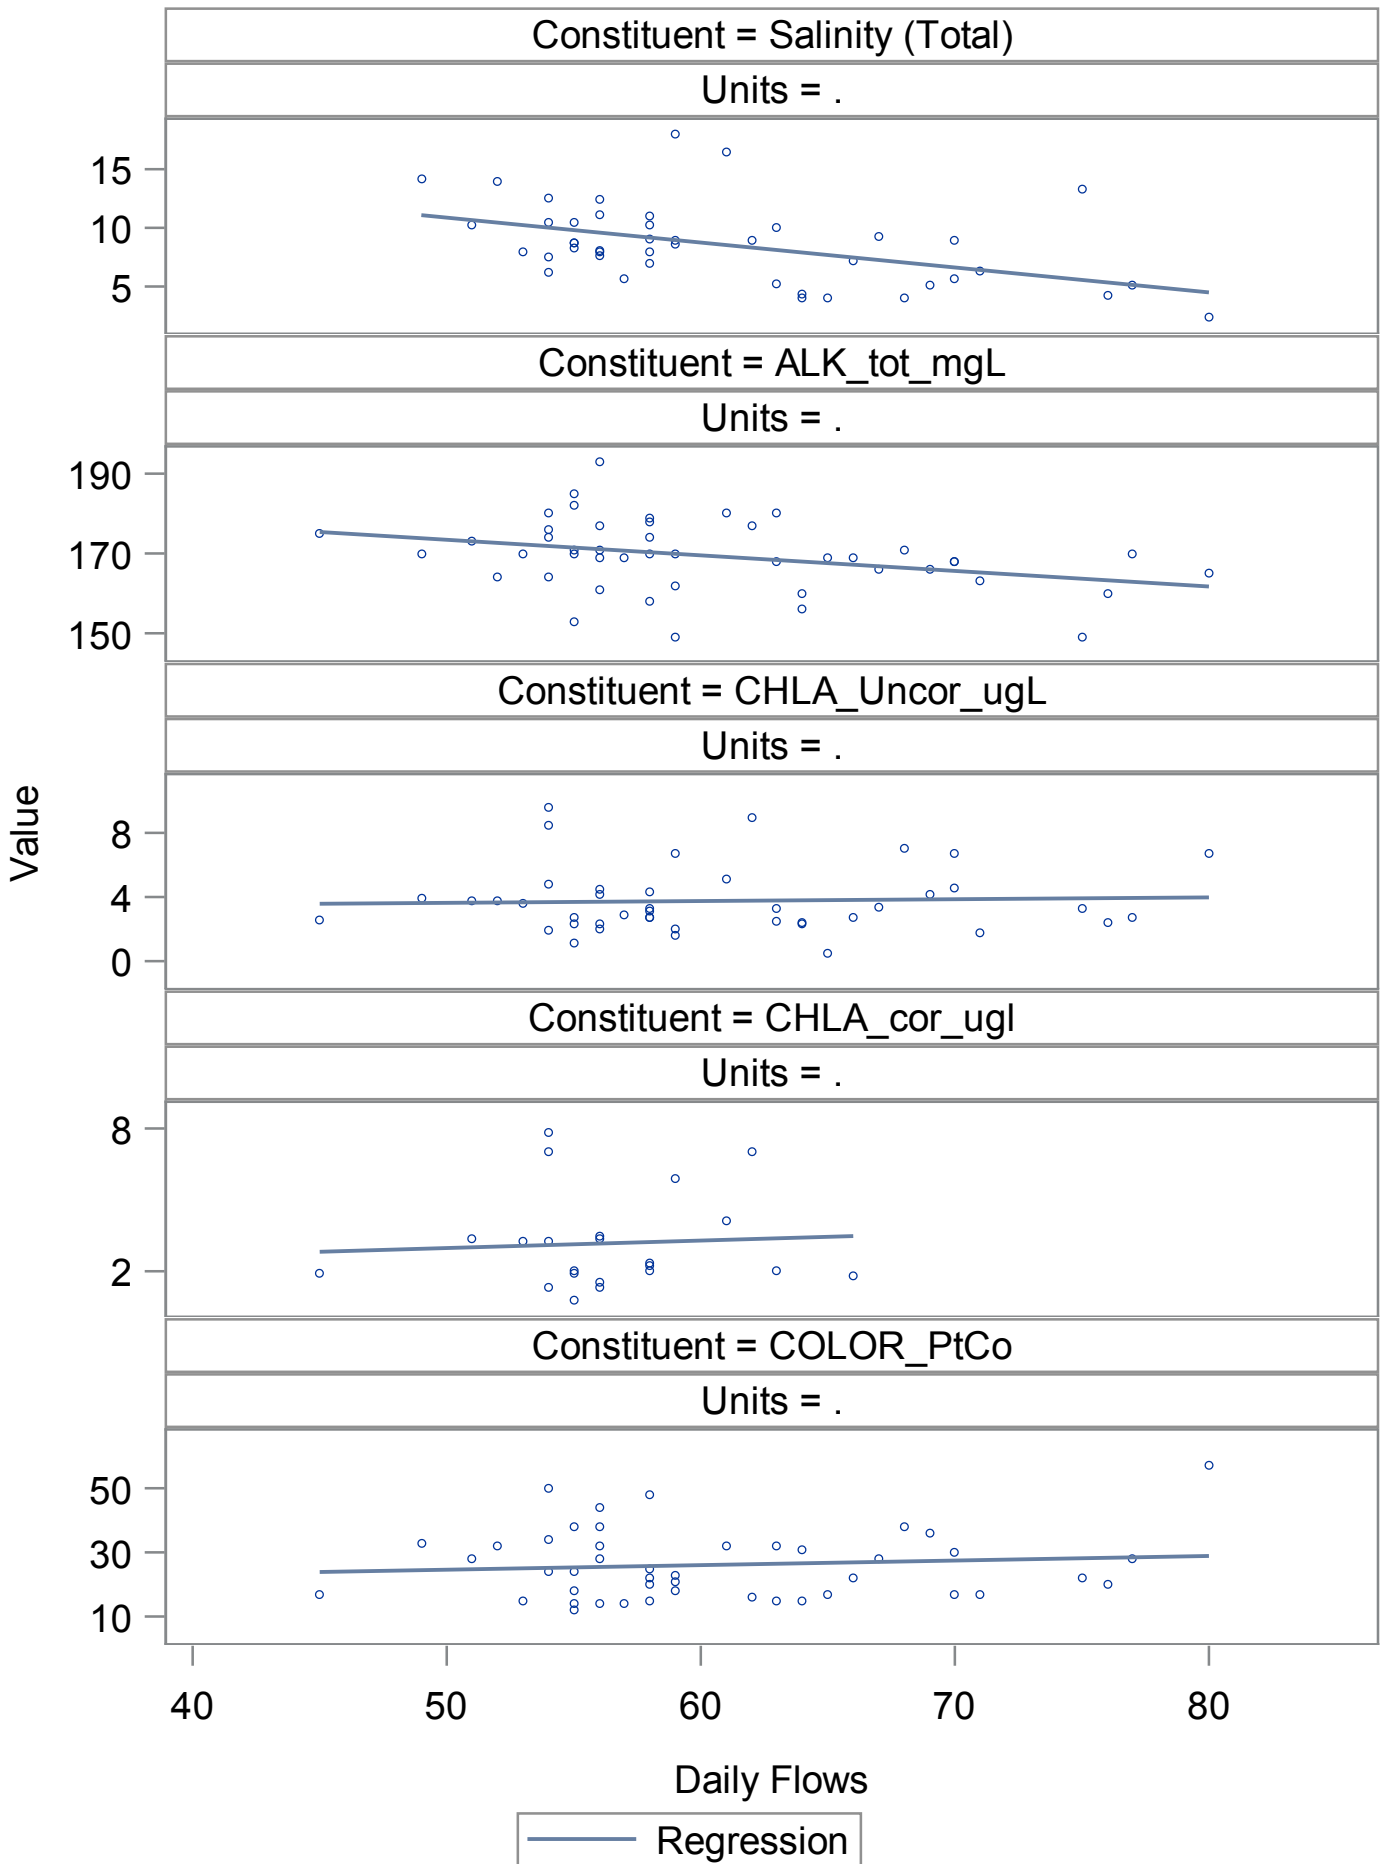 Constituent = Salinity (Total)
Units = .
15
10
5
Constituent = ALK_tot_mgL
Units = .
190
170
150
Constituent = CHLA_Uncor_ugL
Units = .
8
4
0
Value
Constituent = CHLA_cor_ugl
Units = .
8
2
Constituent = COLOR_PtCo
Units = .
50
30
10
40 50 60 70 80
Daily Flows
Regression